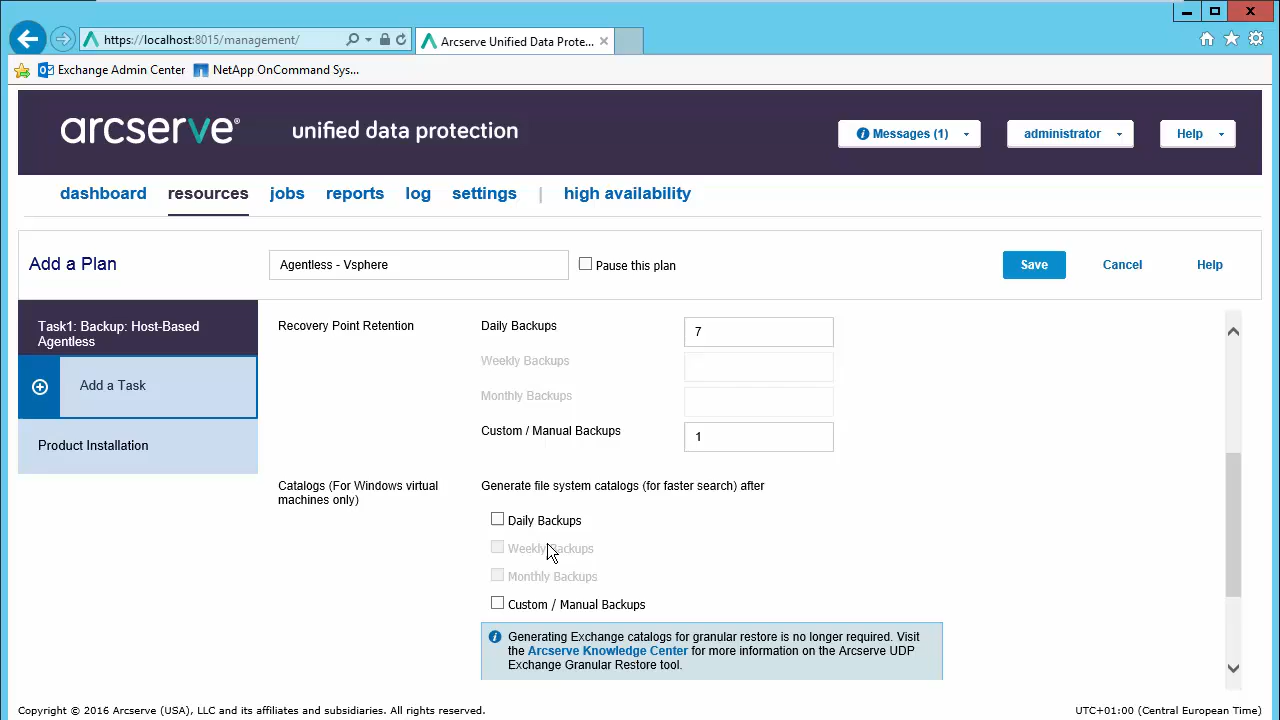 https://localhost:8015/management/
Arcserve Unified Data Prote...
Exchange Admin Center
NetApp OnCommand Sys...
arcserve® unified data protection
Messages (1)
administrator
Help
dashboard resources jobs reports log settings | high availability
Add a Plan
Agentless - Vsphere
Pause this plan
Save
Cancel
Help
Task1: Backup: Host-Based
Agentless
Add a Task
Product Installation
Recovery Point Retention
Daily Backups
7
Weekly Backups
Monthly Backups
Custom / Manual Backups
1
Catalogs (For Windows virtual
machines only)
Generate file system catalogs (for faster search) after
Daily Backups
Weekly Backups
Monthly Backups
Custom / Manual Backups
Generating Exchange catalogs for granular restore is no longer required. Visit
the Arcserve Knowledge Center for more information on the Arcserve UDP
Exchange Granular Restore tool.
Copyright © 2016 Arcserve (USA), LLC and its affiliates and subsidiaries. All rights reserved.
UTC+01:00 (Central European Time)